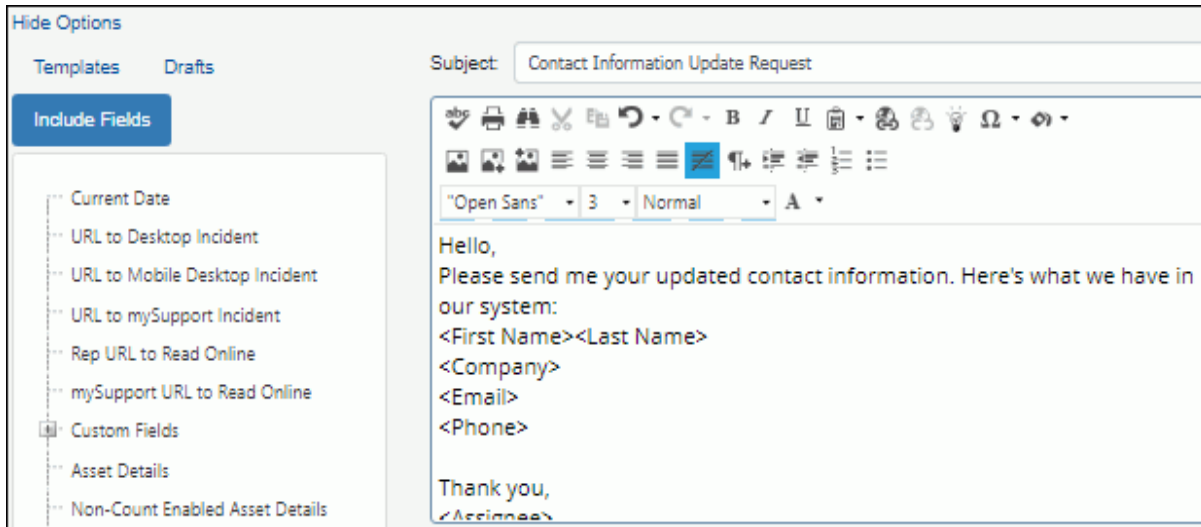 Hide Options
Templates Drafts
Include Fields
Current Date
URL to Desktop Incident
URL to Mobile Desktop Incident
URL to mySupport Incident
Rep URL to Read Online
mySupport URL to Read Online
Custom Fields
Asset Details
Non-Count Enabled Asset Details
Subject: Contact Information Update Request
abc
B I U Ω
"Open Sans" 3 Normal A
Hello,
Please send me your updated contact information. Here's what we have in
our system:
<First Name><Last Name>
<Company>
<Email>
<Phone>
Thank you,
<Assignee>